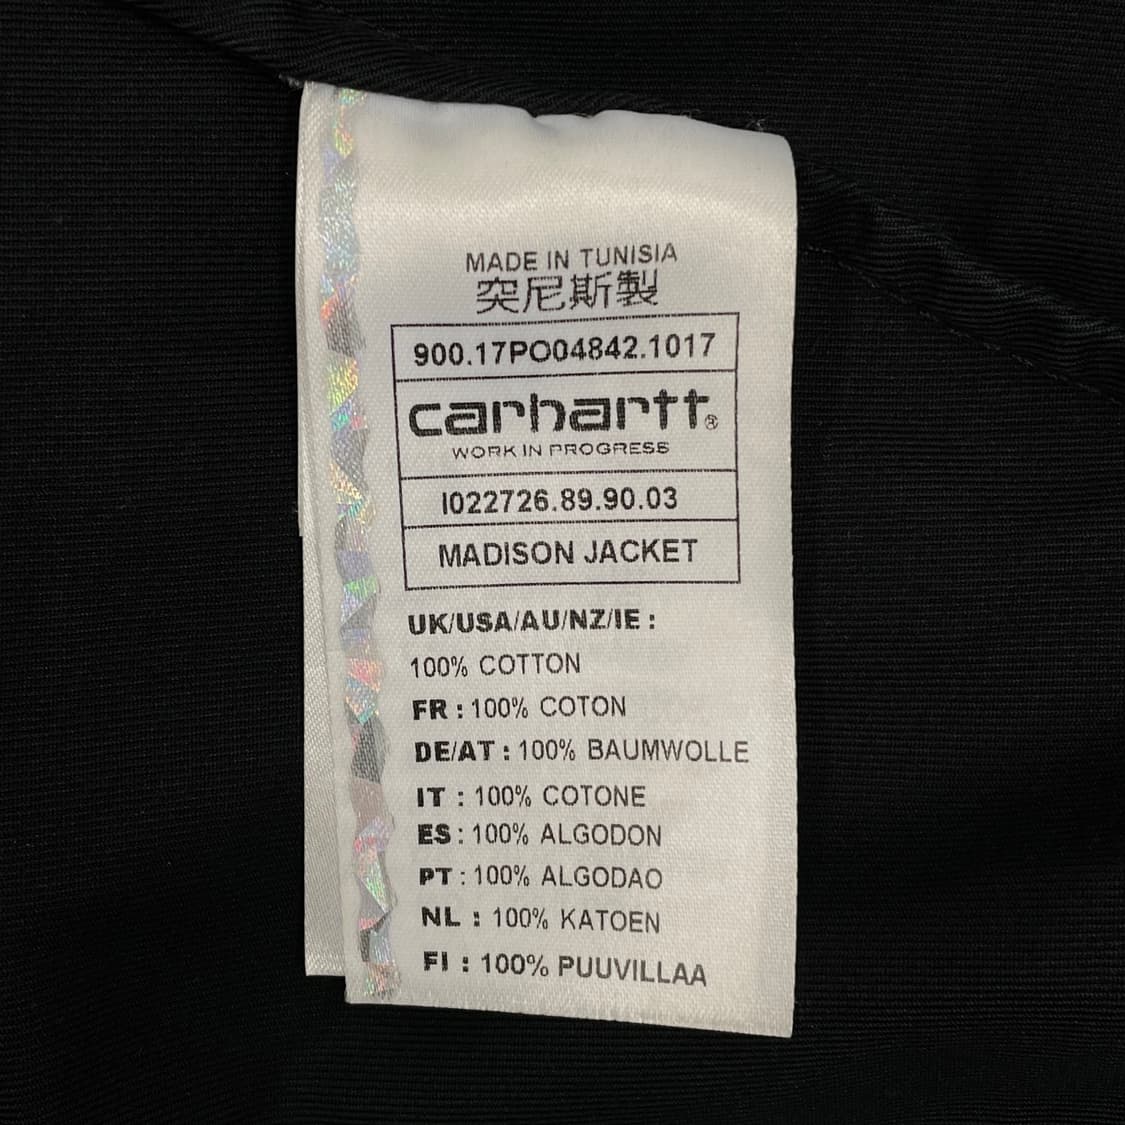 MADE IN TUNISIA
突尼斯製
900.17PO04842.1017
carhartt®
WORK IN PROGRESS
I022726.89.90.03
MADISON JACKET
UK/USA/AU/NZ/IE :
100% COTTON
FR : 100% COTON
DE/AT : 100% BAUMWOLLE
IT : 100% COTONE
ES : 100% ALGODON
PT : 100% ALGODAO
NL : 100% KATOEN
FI : 100% PUUVILLAA